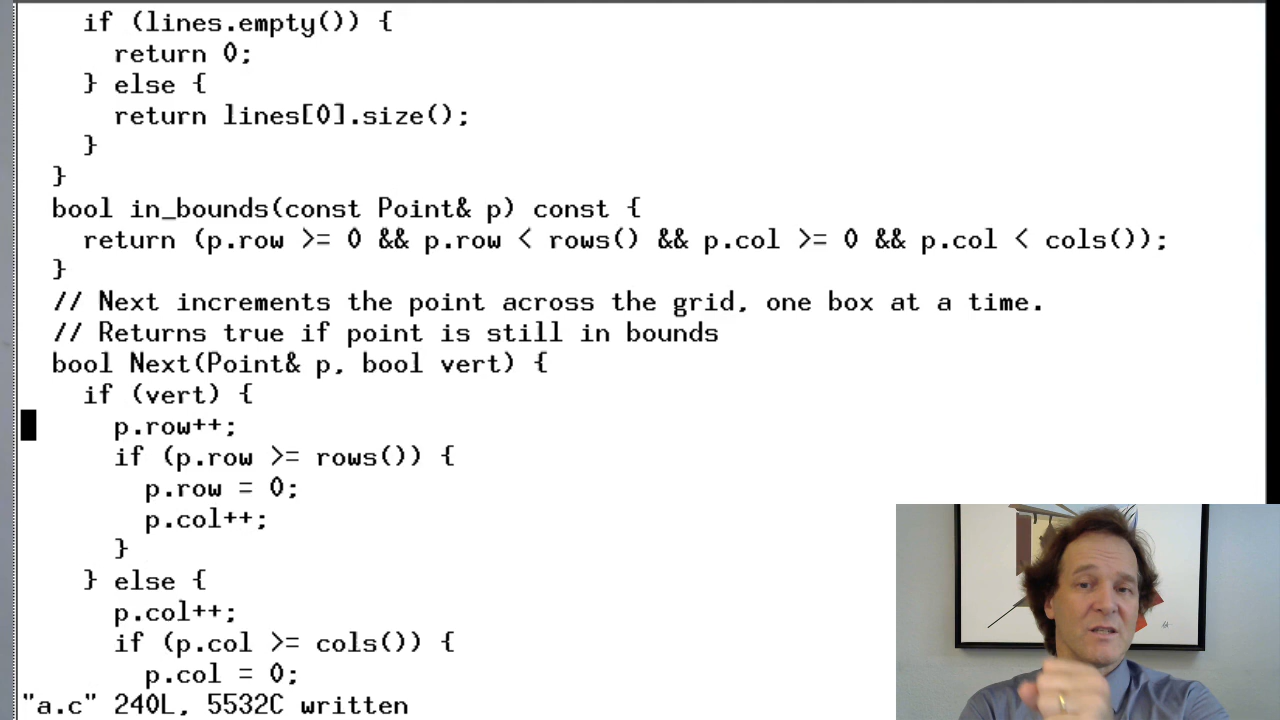 if (lines.empty()) {
return 0;
} else {
return lines[0].size();
}
}
bool in_bounds(const Point& p) const {
return (p.row >= 0 && p.row < rows() && p.col >= 0 && p.col < cols());
}
// Next increments the point across the grid, one box at a time.
// Returns true if point is still in bounds
bool Next(Point& p, bool vert) {
if (vert) {
p.row++;
if (p.row >= rows()) {
p.row = 0;
p.col++;
}
} else {
p.col++;
if (p.col >= cols()) {
p.col = 0;
"a.c" 240L, 5532C written